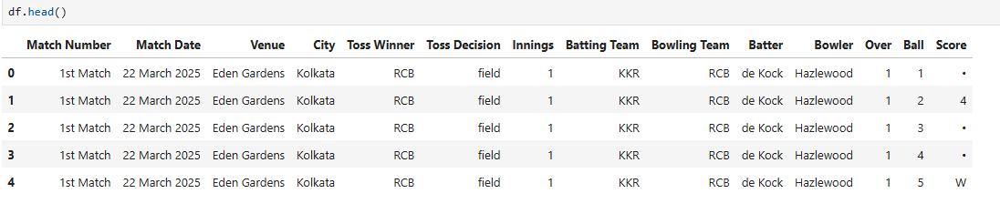 df.head()
Match Number Match Date Venue City Toss Winner Toss Decision Innings Batting Team Bowling Team Batter Bowler Over Ball Score
0 1st Match 22 March 2025 Eden Gardens Kolkata RCB field 1 KKR RCB de Kock Hazlewood 1 1 •
1 1st Match 22 March 2025 Eden Gardens Kolkata RCB field 1 KKR RCB de Kock Hazlewood 1 2 4
2 1st Match 22 March 2025 Eden Gardens Kolkata RCB field 1 KKR RCB de Kock Hazlewood 1 3 •
3 1st Match 22 March 2025 Eden Gardens Kolkata RCB field 1 KKR RCB de Kock Hazlewood 1 4 •
4 1st Match 22 March 2025 Eden Gardens Kolkata RCB field 1 KKR RCB de Kock Hazlewood 1 5 W